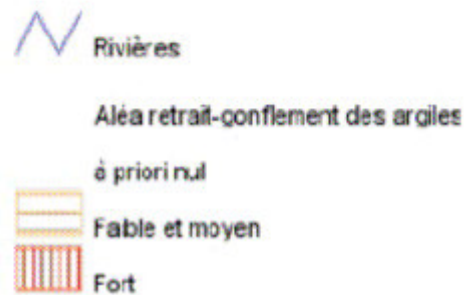 Rivières
Aléa retrait-gonflement des argiles
à priori nul
Faible et moyen
Fort